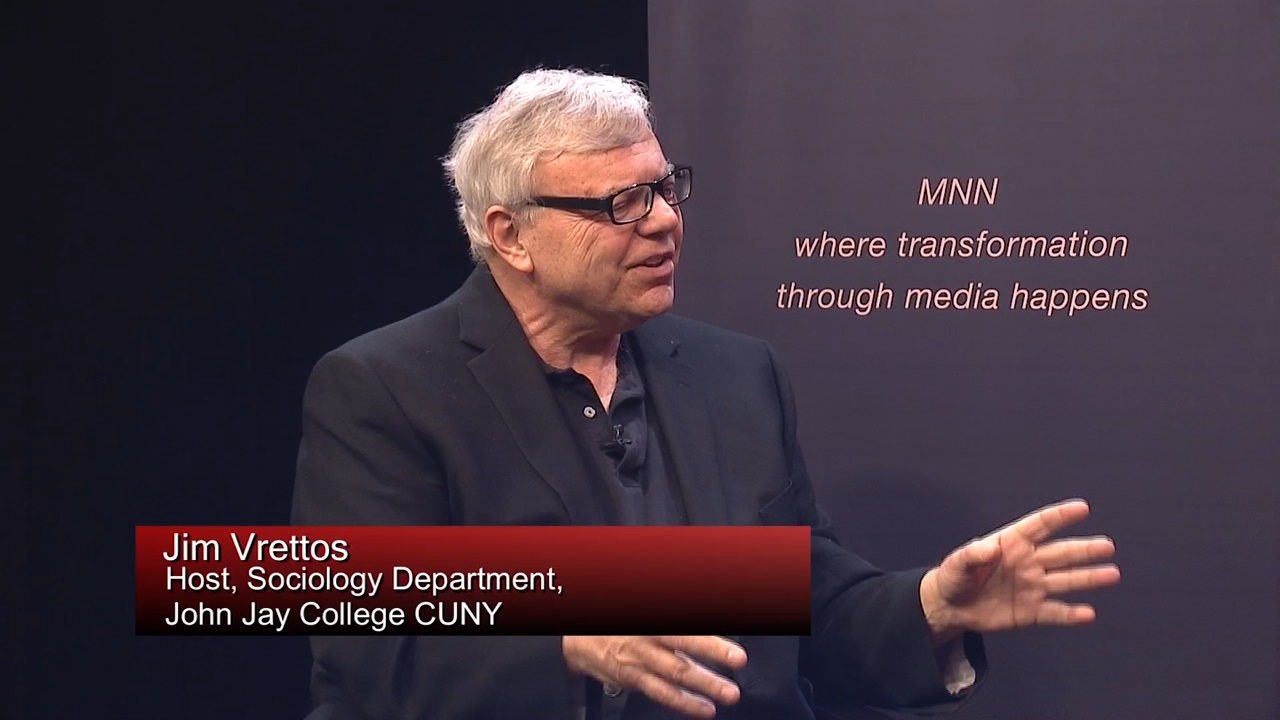 MNN
where transformation
through media happens
Jim Vrettos
Host, Sociology Department,
John Jay College CUNY